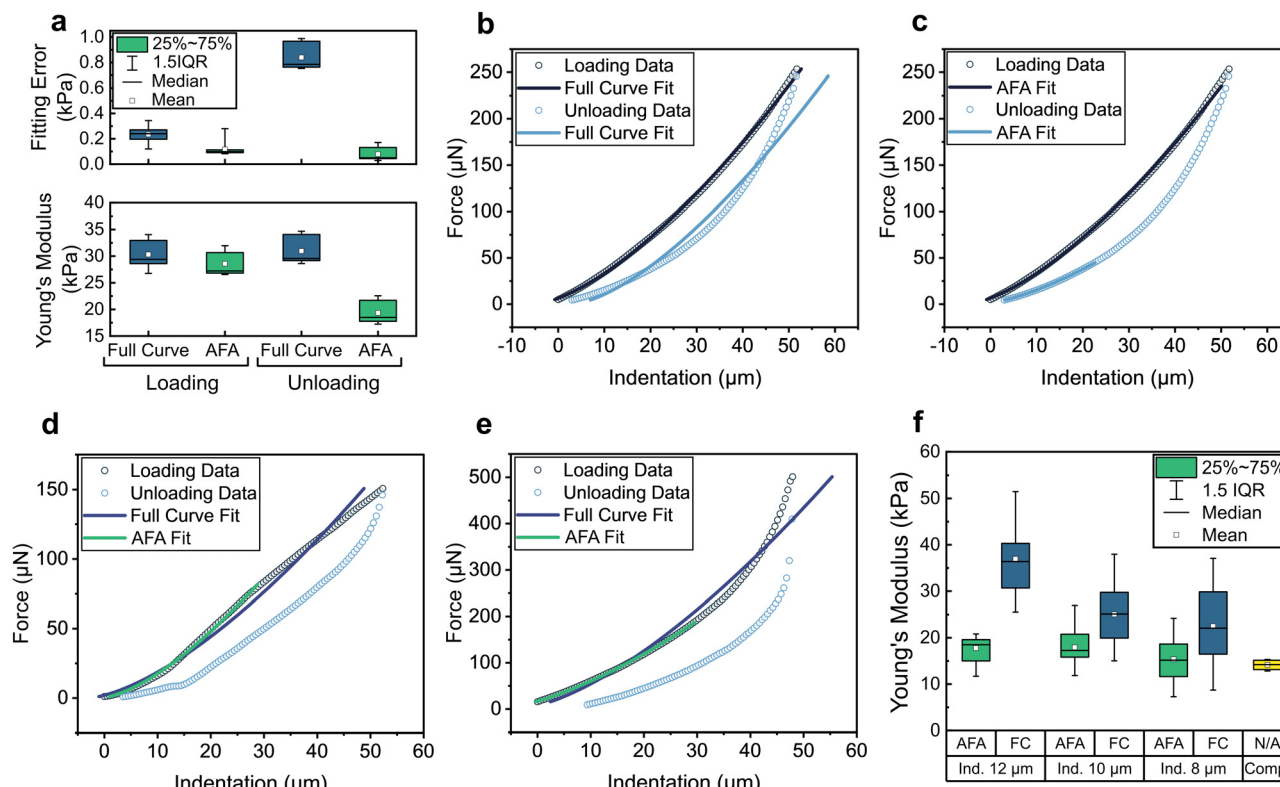 a
Fitting Error
(kPa)
1.0
0.8
0.6
0.4
0.2
0.0
25%~75%
1.5IQR
Median
Mean
Young's Modulus
(kPa)
40
35
30
25
20
15
Full Curve AFA Full Curve AFA
Loading Unloading
b
Loading Data
Full Curve Fit
Unloading Data
Full Curve Fit
Force (µN)
250
200
150
100
50
0
-10 0 10 20 30 40 50 60
Indentation (µm)
c
Loading Data
AFA Fit
Unloading Data
AFA Fit
Force (µN)
250
200
150
100
50
0
-10 0 10 20 30 40 50 60
Indentation (µm)
d
Loading Data
Unloading Data
Full Curve Fit
AFA Fit
Force (µN)
150
100
50
0
0 10 20 30 40 50 60
Indentation (µm)
e
Loading Data
Unloading Data
Full Curve Fit
AFA Fit
Force (µN)
500
400
300
200
100
0
0 10 20 30 40 50 60
Indentation (µm)
f
25%~75%
1.5 IQR
Median
Mean
Young's Modulus (kPa)
60
50
40
30
20
10
0
AFA FC AFA FC AFA FC N/A
Ind. 12 µm Ind. 10 µm Ind. 8 µm Comp